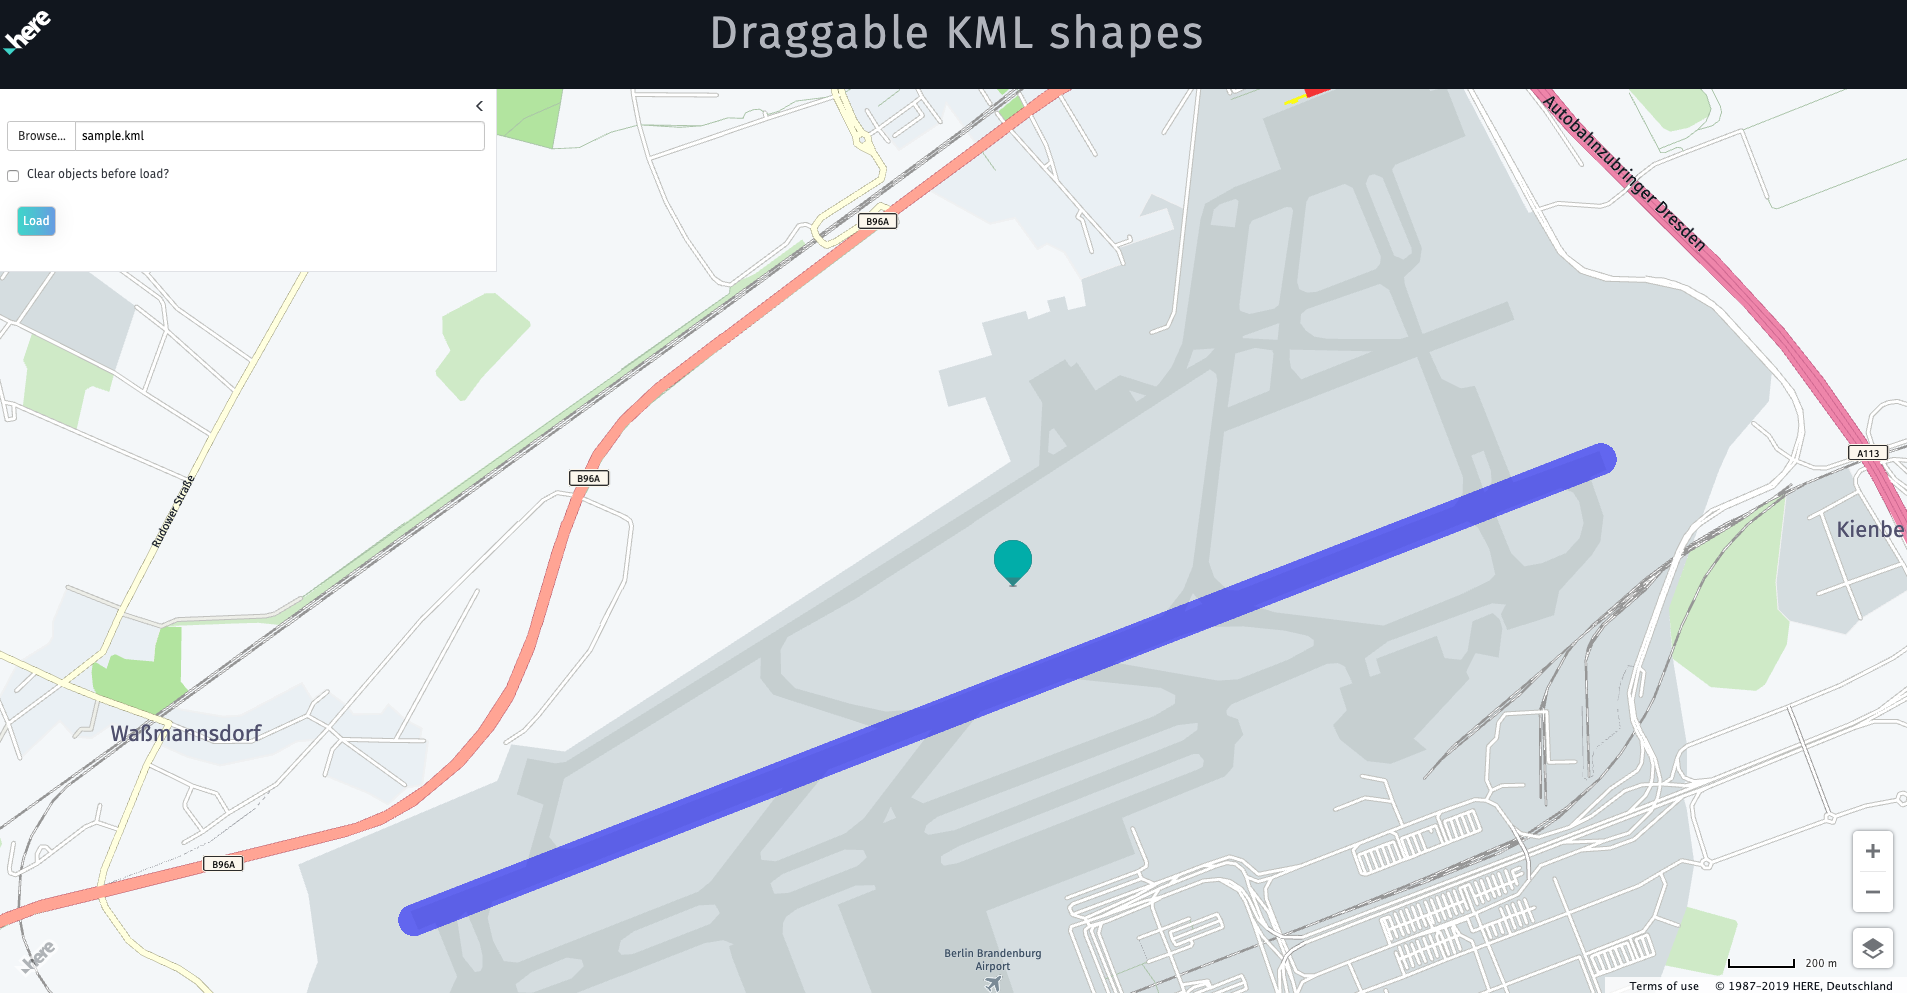 here
Draggable KML shapes
<
Browse...
sample.kml
Clear objects before load?
Load
Autobahnzubringer Dresden
B96A
A113
B96A
Rudower Straße
Kienbe
Waßmannsdorf
B96A
+
−
Berlin Brandenburg
Airport
here
200 m
Terms of use
© 1987–2019 HERE, Deutschland